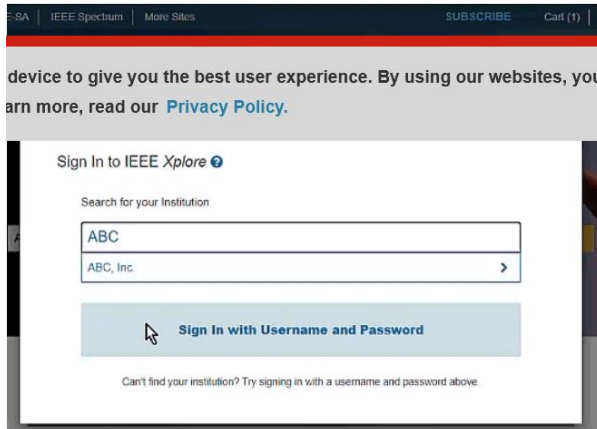 E-SA | IEEE Spectrum | More Sites SUBSCRIBE Cart (1) |
device to give you the best user experience. By using our websites, you
arn more, read our Privacy Policy.
Sign In to IEEE Xplore
Search for your Institution
ABC
ABC, Inc.
Sign In with Username and Password
Can't find your institution? Try signing in with a username and password above.